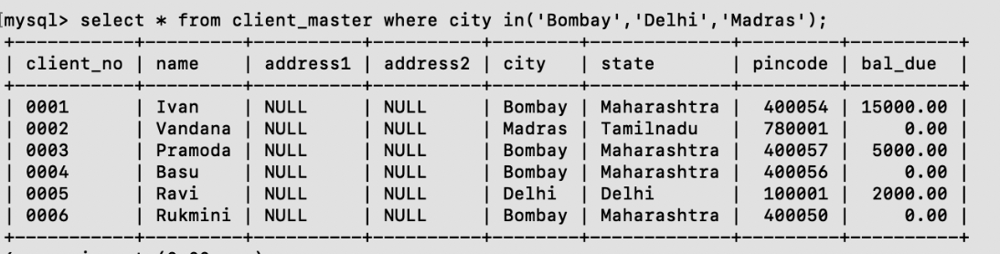 [mysql> select * from client_master where city in('Bombay','Delhi','Madras');
+-----------+---------+----------+----------+--------+-------------+---------+----------+
| client_no | name    | address1 | address2 | city   | state       | pincode | bal_due  |
+-----------+---------+----------+----------+--------+-------------+---------+----------+
| 0001      | Ivan    | NULL     | NULL     | Bombay | Maharashtra |  400054 | 15000.00 |
| 0002      | Vandana | NULL     | NULL     | Madras | Tamilnadu   |  780001 |     0.00 |
| 0003      | Pramoda | NULL     | NULL     | Bombay | Maharashtra |  400057 |  5000.00 |
| 0004      | Basu    | NULL     | NULL     | Bombay | Maharashtra |  400056 |     0.00 |
| 0005      | Ravi    | NULL     | NULL     | Delhi  | Delhi       |  100001 |  2000.00 |
| 0006      | Rukmini | NULL     | NULL     | Bombay | Maharashtra |  400050 |     0.00 |
+-----------+---------+----------+----------+--------+-------------+---------+----------+